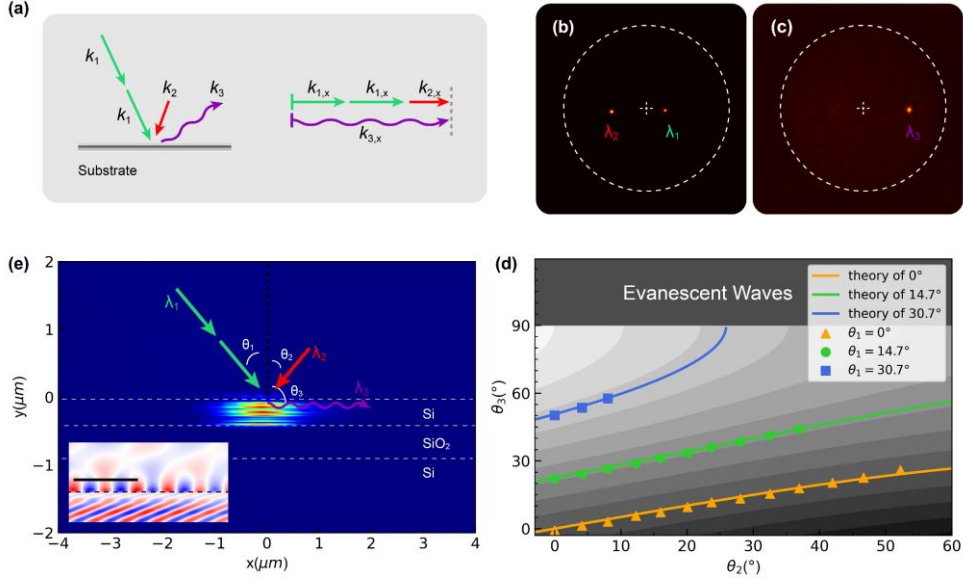 (a)
k1
k1
k2
k3
Substrate
k1,x
k1,x
k2,x
k3,x
(b)
λ2
λ1
(c)
λ3
(e)
2
1
0
−1
−2
y(μm)
−4
−3
−2
−1
0
1
2
3
4
x(μm)
λ1
θ1
θ2
λ2
θ3
λ3
Si
SiO2
Si
(d)
Evanescent Waves
theory of 0°
theory of 14.7°
theory of 30.7°
θ1 = 0°
θ1 = 14.7°
θ1 = 30.7°
90
60
30
0
θ3(°)
0
10
20
30
40
50
60
θ2(°)